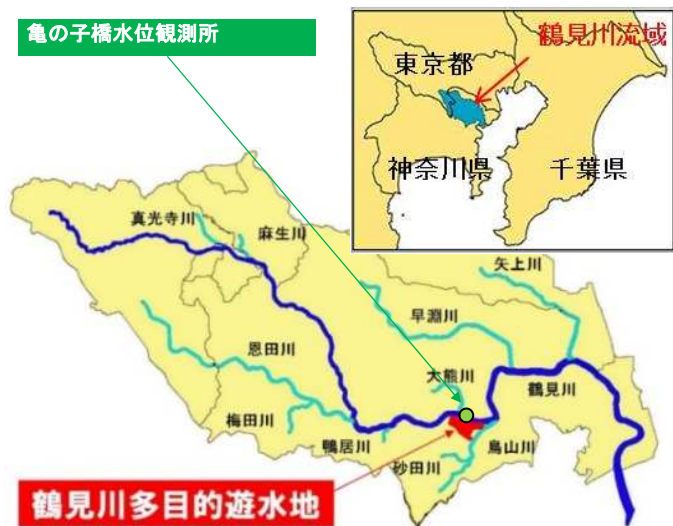 亀の子橋水位観測所
鶴見川流域
東京都
神奈川県
千葉県
真光寺川
麻生川
矢上川
早淵川
恩田川
大熊川
鶴見川
梅田川
鴨居川
鳥山川
砂田川
鶴見川多目的遊水地